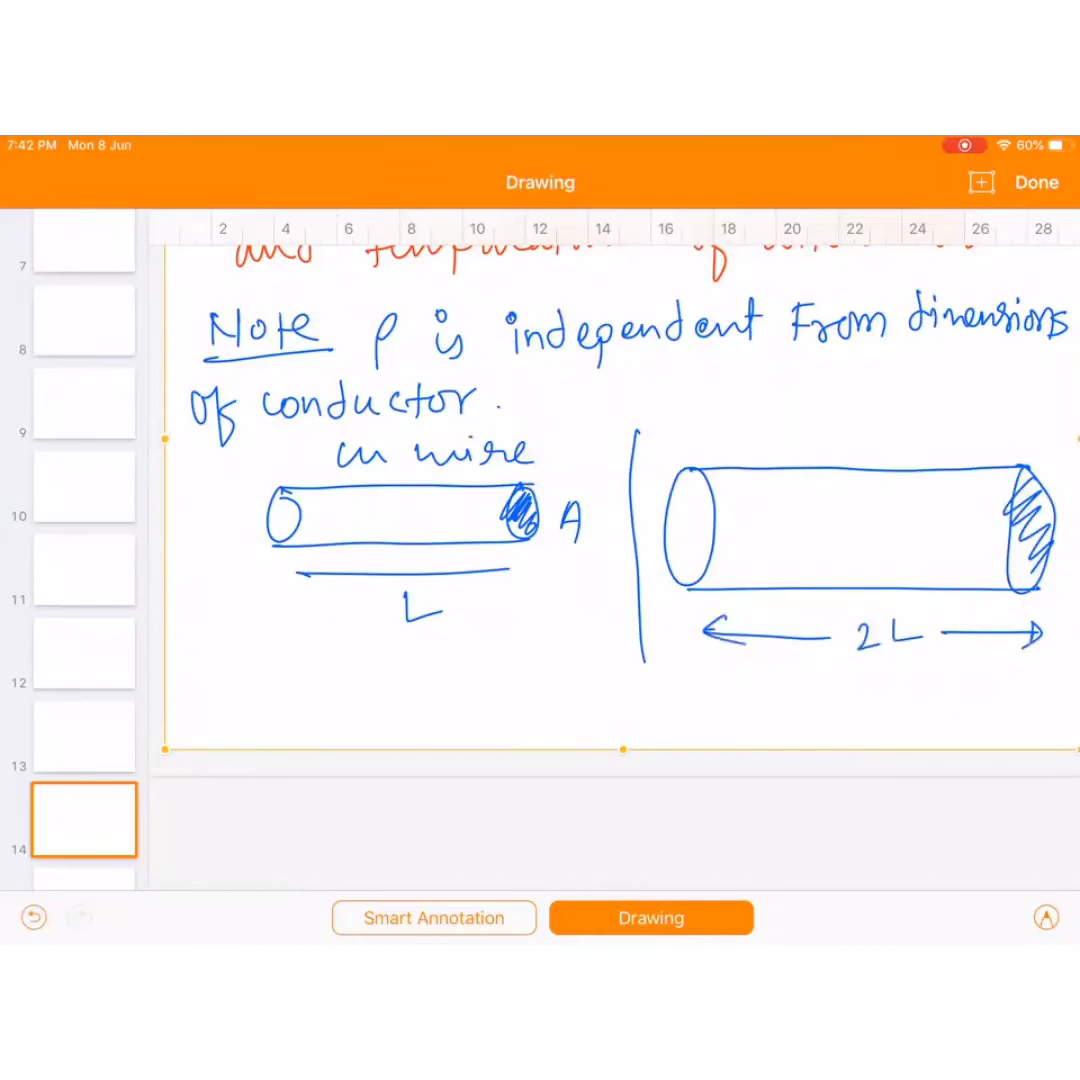 7:42 PM Mon 8 Jun 60%
Drawing Done
2 4 6 8 10 12 14 16 18 20 22 24 26 28
and of
Note ρ is independent From dimensions
of conductor.
Cu wire
A
L
2L
7
8
9
10
11
12
13
14
Smart Annotation Drawing